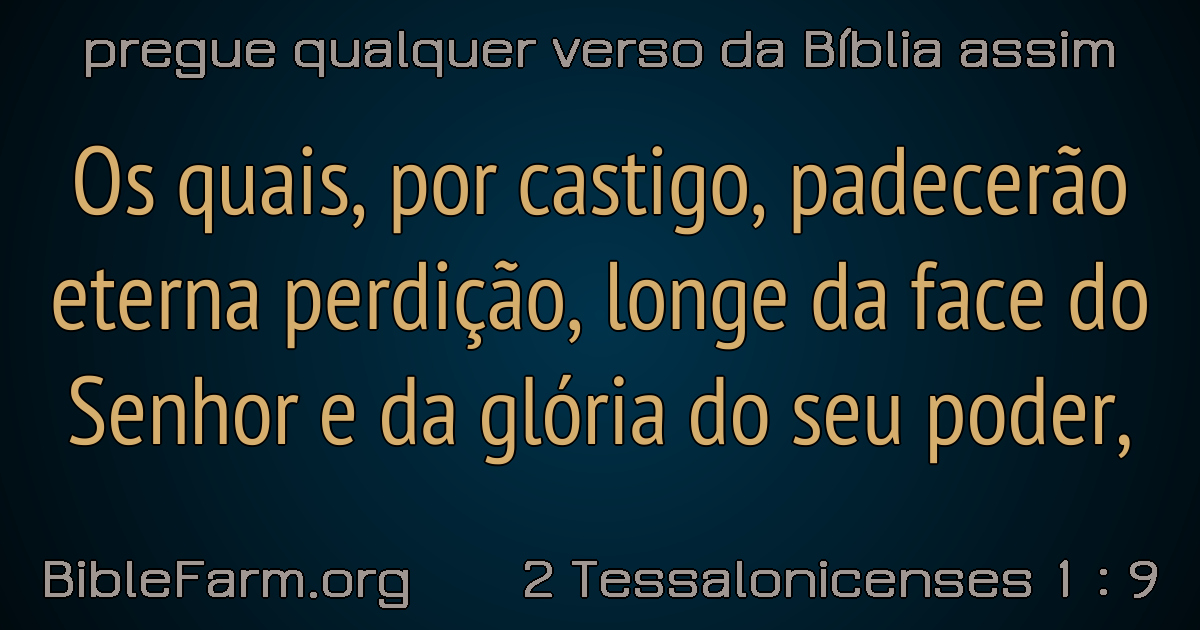 pregue qualquer verso da Bíblia assim
Os quais, por castigo, padecerão
eterna perdição, longe da face do
Senhor e da glória do seu poder,
BibleFarm.org
2 Tessalonicenses 1 : 9